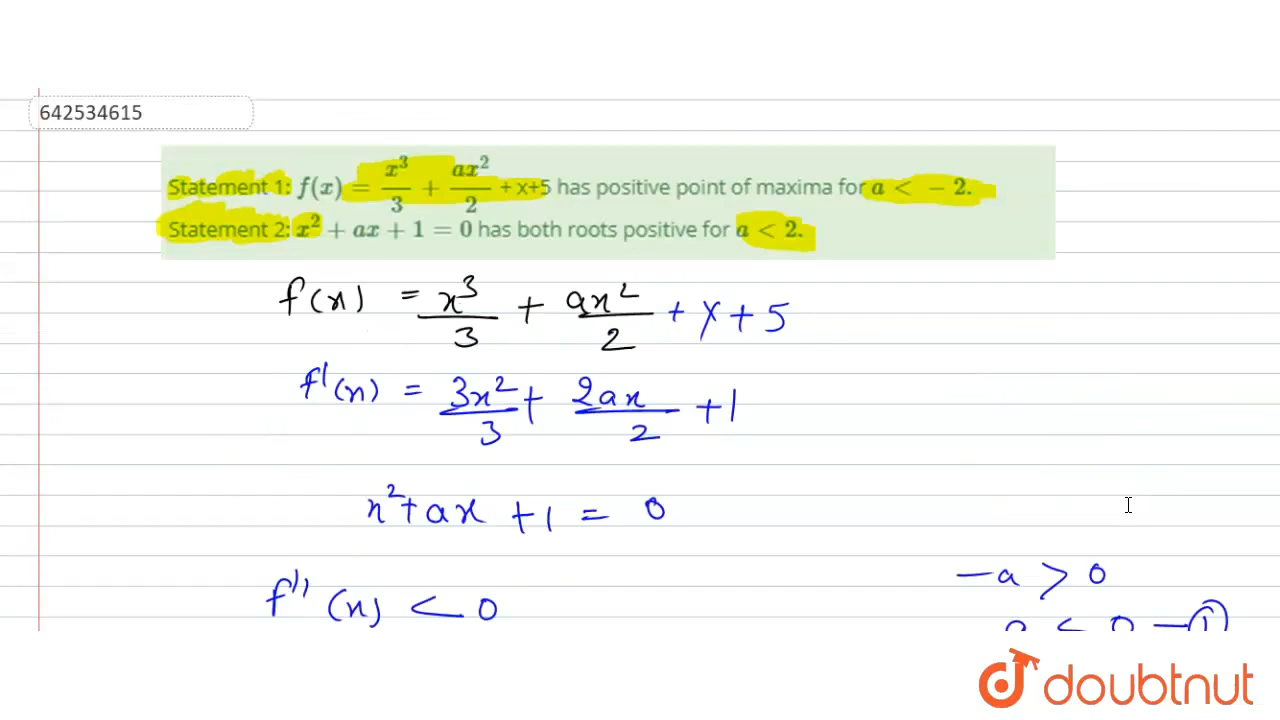 642534615
Statement 1: f(x) = x³/3 + ax²/2 + x+5 has positive point of maxima for a < − 2.
Statement 2: x² + ax + 1 = 0 has both roots positive for a < 2.
f(x) = x³/3 + ax²/2 + x + 5
f'(x) = 3x²/3 + 2ax/2 + 1
x² + ax + 1 = 0
−a > 0
f''(x) < 0
a < 0 − ①
doubtnut